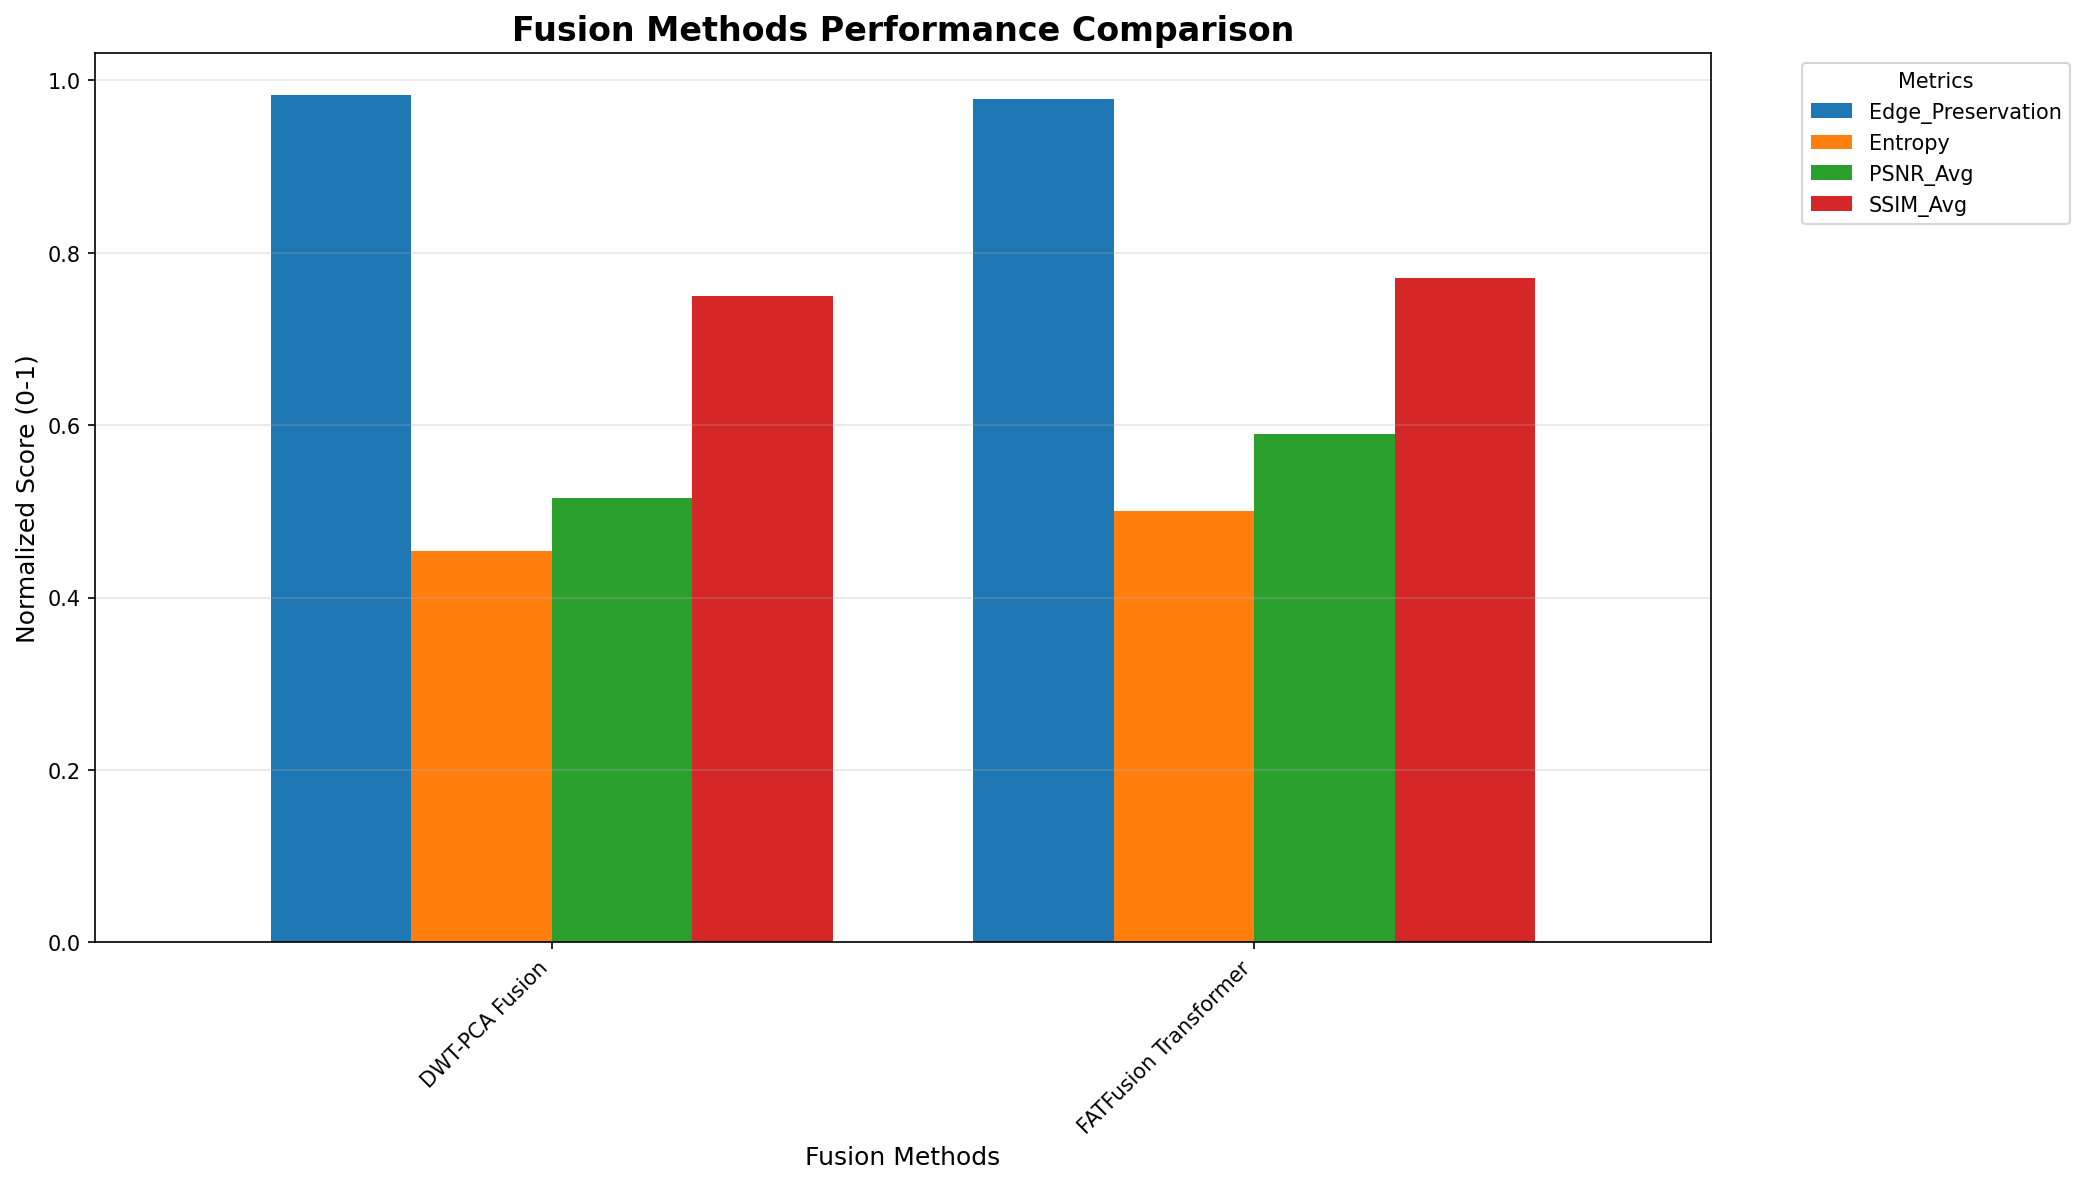 Fusion Methods Performance Comparison
Metrics
Edge_Preservation
Entropy
PSNR_Avg
SSIM_Avg
Normalized Score (0-1)
1.0
0.8
0.6
0.4
0.2
0.0
DWT-PCA Fusion
FATFusion Transformer
Fusion Methods